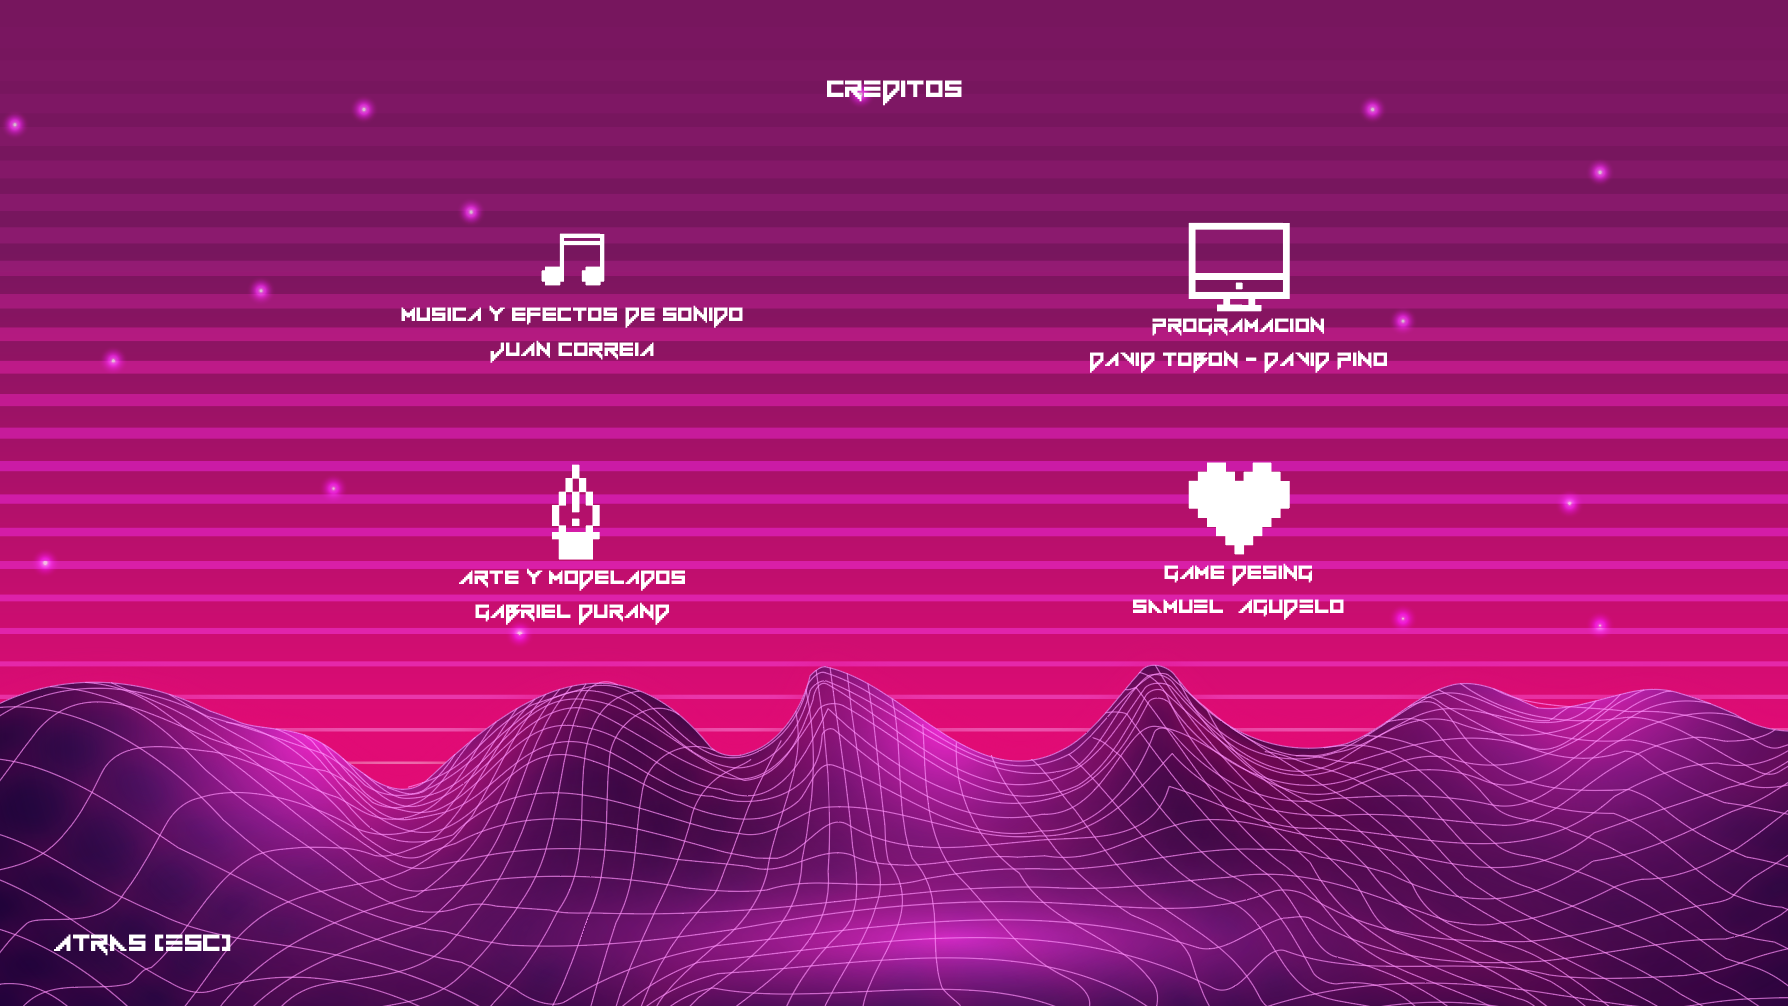 CREDITOS
MUSICA Y EFECTOS DE SONIDO
JUAN CORREIA
PROGRAMACION
DAVID TOBON - DAVID PINO
ARTE Y MODELADOS
GABRIEL DURAND
GAME DESING
SAMUEL AGUDELO
ATRAS [ESC]